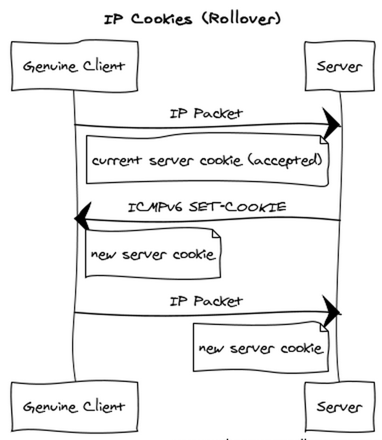 IP Cookies (Rollover)
Genuine Client
Server
IP Packet
current server cookie (accepted)
ICMPv6 SET-COOKIE
new server cookie
IP Packet
new server cookie
Genuine Client
Server